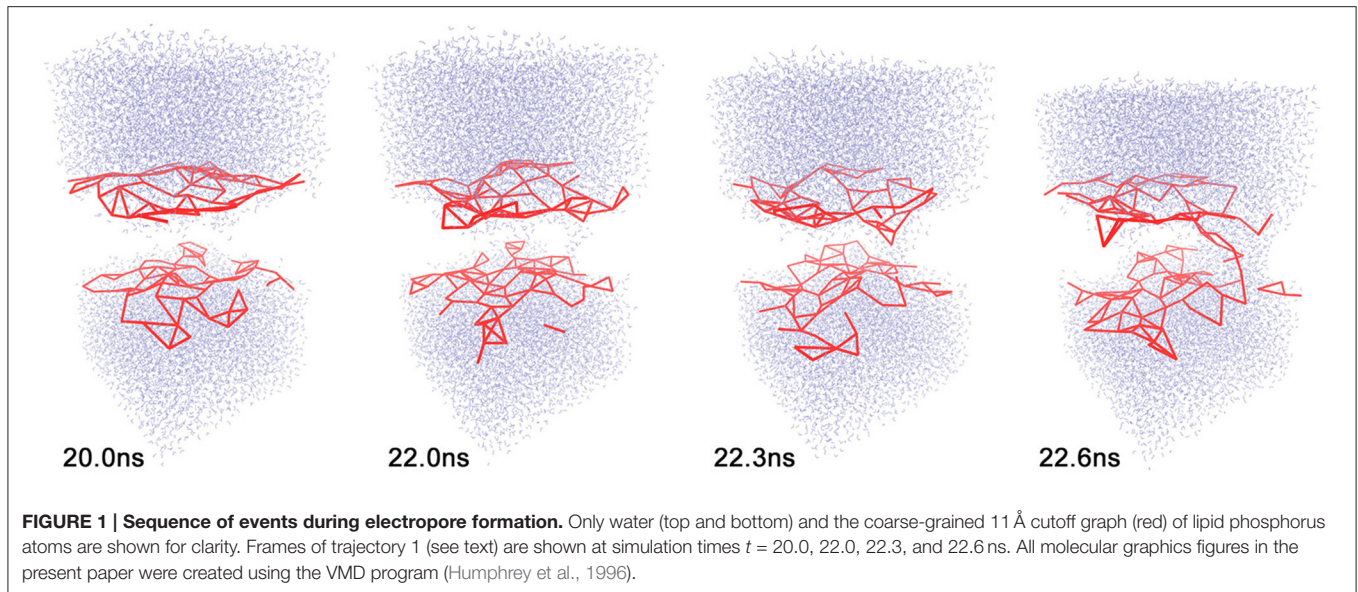 20.0ns 22.0ns 22.3ns 22.6ns
FIGURE 1 | Sequence of events during electropore formation. Only water (top and bottom) and the coarse-grained 11 Å cutoff graph (red) of lipid phosphorus
atoms are shown for clarity. Frames of trajectory 1 (see text) are shown at simulation times t = 20.0, 22.0, 22.3, and 22.6 ns. All molecular graphics figures in the
present paper were created using the VMD program (Humphrey et al., 1996).